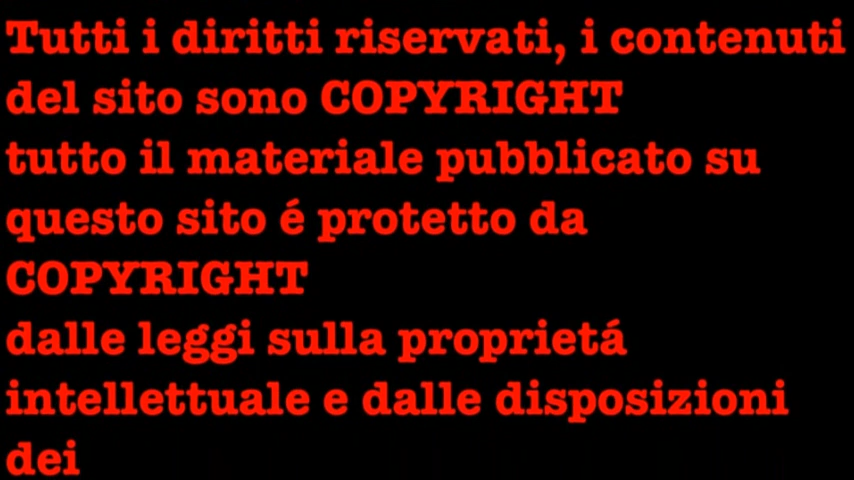 Tutti i diritti riservati, i contenuti
del sito sono COPYRIGHT
tutto il materiale pubblicato su
questo sito é protetto da
COPYRIGHT
dalle leggi sulla proprietá
intellettuale e dalle disposizioni
dei